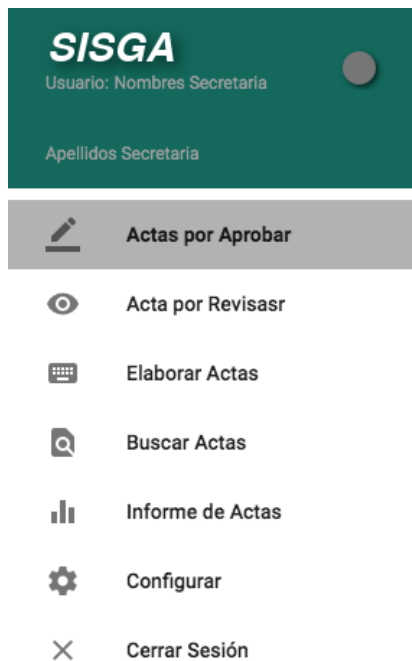 SISGA
Usuario: Nombres Secretaria
Apellidos Secretaria
Actas por Aprobar
Acta por Revisasr
Elaborar Actas
Buscar Actas
Informe de Actas
Configurar
Cerrar Sesión